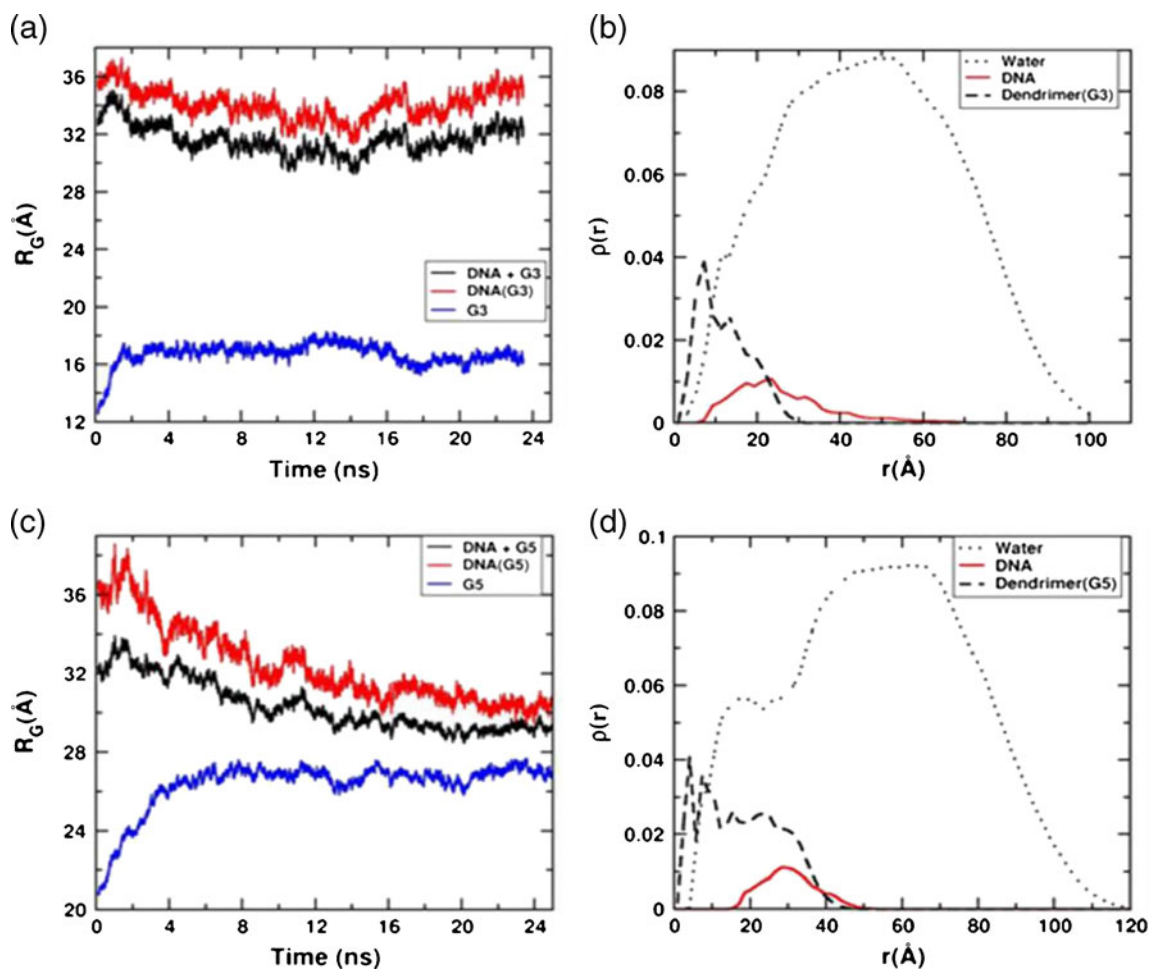 (a)
36
32
28
24
20
16
12
R_G(Å)
DNA + G3
DNA(G3)
G3
0 4 8 12 16 20 24
Time (ns)
(b)
0.08
0.06
0.04
0.02
0
ρ(r)
Water
DNA
Dendrimer(G3)
0 20 40 60 80 100
r(Å)
(c)
36
32
28
24
20
R_G(Å)
DNA + G5
DNA(G5)
G5
0 4 8 12 16 20 24
Time (ns)
(d)
0.1
0.08
0.06
0.04
0.02
0
ρ(r)
Water
DNA
Dendrimer(G5)
0 20 40 60 80 100 120
r(Å)